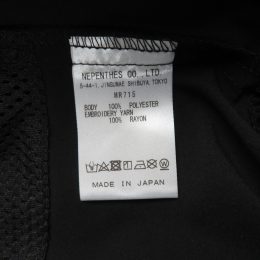 NEPENTHES CO., LTD.
5-44-1, JINGUMAE SHIBUYA, TOKYO
MR715
BODY 100% POLYESTER
EMBROIDERY YARN
100% RAYON
MADE IN JAPAN